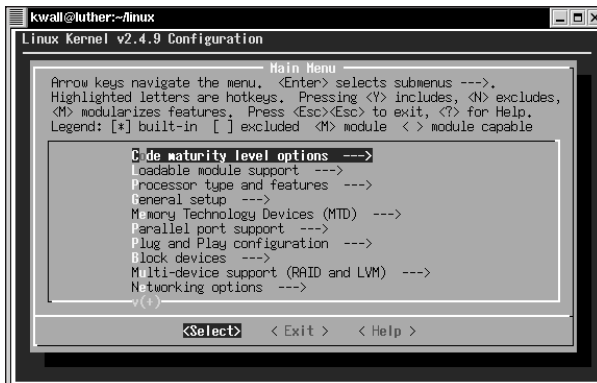 kwall@luther:~/linux
Linux Kernel v2.4.9 Configuration
Main Menu
Arrow keys navigate the menu. <Enter> selects submenus --->.
Highlighted letters are hotkeys. Pressing <Y> includes, <N> excludes,
<M> modularizes features. Press <Esc><Esc> to exit, <?> for Help.
Legend: [*] built-in [ ] excluded <M> module < > module capable
Code maturity level options --->
Loadable module support --->
Processor type and features --->
General setup --->
Memory Technology Devices (MTD) --->
Parallel port support --->
Plug and Play configuration --->
Block devices --->
Multi-device support (RAID and LVM) --->
Networking options --->
v(+)
<Select> < Exit > < Help >